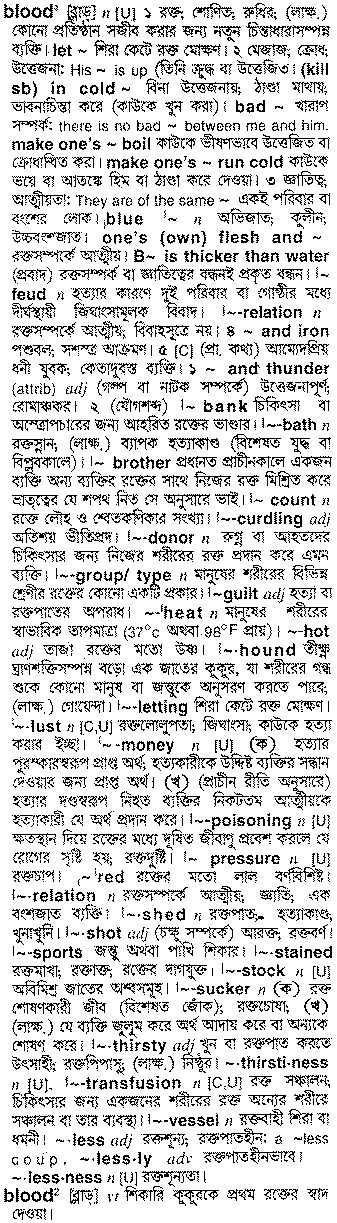 blood¹ [ব্লাড্] n [U] ১ রক্ত, শোণিত; রুধির; (লাক্ষ.)
কোনো প্রতিষ্ঠান সজীব করার জন্য নতুন চিন্তাধারাসম্পন্ন
ব্যক্তি। let ~ শিরা কেটে রক্ত মোক্ষণ। ২ মেজাজ; ক্রোধ;
উত্তেজনা: His ~ is up (তিনি ক্রুদ্ধ বা উত্তেজিত। (kill
sb) in cold ~ বিনা উত্তেজনায়; ঠাণ্ডা মাথায়,
ভাবনাচিন্তা করে (কাউকে খুন করা)। bad ~ খারাপ
সম্পর্ক: there is no bad ~ between me and him.
make one's ~ boil কাউকে ভীষণভাবে উত্তেজিত বা
ক্রোধান্বিত করা। make one's ~ run cold কাউকে
ভয়ে বা আতঙ্কে হিম বা ঠাণ্ডা করে দেওয়া। ৩ জ্ঞাতিত্ব;
আত্মীয়তা: They are of the same ~ একই পরিবার বা
বংশের লোক। blue ˈ~ n অভিজাত; কুলীন;
উচ্চবংশজাত। one's (own) flesh and ~
রক্তসম্পর্কে আত্মীয়। B~ is thicker than water
(প্রবাদ) রক্তসম্পর্ক বা জ্ঞাতিত্বের বন্ধনই প্রকৃত বন্ধন। ˈ~
feud n হত্যার কারণে দুই পরিবার বা গোষ্ঠীর মধ্যে
দীর্ঘস্থায়ী জিঘাংসামূলক বিবাদ। ˈ~-relation n
রক্তসম্পর্কে আত্মীয়; বিবাহসূত্রে নয়। ৪ ~ and iron
পশুবল; সশস্ত্র আক্রমণ। ৫ [C] (প্রা. কথ্য) আমোদপ্রিয়
ধনী যুবক; কেতাদুরস্ত ব্যক্তি। ১ ~ and thunder
(attrib) adj (গল্প বা নাটক সম্পর্কে) উত্তেজনাপূর্ণ;
রোমাঞ্চকর। ২ (যৌগশব্দ) ˈ~ bank চিকিৎসা বা
অস্ত্রোপচারের জন্য আহরিত রক্তের ভাণ্ডার। ˈ~-bath n
রক্তস্নান; (লাক্ষ.) ব্যাপক হত্যাকাণ্ড (বিশেষত যুদ্ধ বা
বিপ্লবকালে)। ˈ~ brother প্রধানত প্রাচীনকালে একজন
ব্যক্তি অন্য ব্যক্তির রক্তের সাথে নিজের রক্ত মিশ্রিত করে
ভ্রাতৃত্বের যে শপথ নিত সে অনুসারে ভাই। ˈ~ count n
রক্তে লৌহ ও শ্বেতকণিকার সংখ্যা। ˈ~-curdling adj
অতিশয় ভীতিপ্রদ। ˈ~-donor n রুগ্ন বা আহতদের
চিকিৎসার জন্য নিজের শরীরের রক্ত প্রদান করে এমন
ব্যক্তি। ˈ~-group/ type n মানুষের শরীরের বিভিন্ন
শ্রেণীর রক্তের কোনো একটি প্রকার। ˈ~guilt adj হত্যা বা
রক্তপাতের অপরাধ। ~ˈheat n মানুষের শরীরের
স্বাভাবিক তাপমাত্রা (37°c অথবা 98°F প্রায়)। ~-hot
adj তাজা রক্তের মতো উষ্ণ। ˈ~-hound তীক্ষ্ণ
ঘ্রাণশক্তিসম্পন্ন বড়ো এক জাতের কুকুর, যা শরীরের গন্ধ
শুকে কোনো মানুষ বা জন্তুকে অনুসরণ করতে পারে;
(লাক্ষ.) গোয়েন্দা। ˈ~-letting শিরা কেটে রক্ত মোক্ষণ।
ˈ~-lust n [C,U] রক্তলোলুপতা; জিঘাংসা; কাউকে হত্যা
করার ইচ্ছা। ˈ~-money n [U] (ক) হত্যার
পুরস্কারস্বরূপ প্রাপ্ত অর্থ, হত্যাকারীকে উদ্দিষ্ট ব্যক্তির সন্ধান
দেওয়ার জন্য প্রাপ্ত অর্থ। (খ) (প্রাচীন রীতি অনুসারে)
হত্যার দণ্ডস্বরূপ নিহত ব্যক্তির নিকটতম আত্মীয়কে
হত্যাকারী যে অর্থ প্রদান করে। ˈ~-poisoning n [U]
ক্ষতস্থান দিয়ে রক্তের মধ্যে দূষিত জীবাণু প্রবেশ করলে যে
রোগের সৃষ্টি হয়; রক্তদুষ্টি। ˈ~ pressure n [U]
রক্তচাপ। ~ˈred রক্তের মতো লাল বর্ণবিশিষ্ট।
ˈ~-relation n রক্তসম্পর্কে আত্মীয়; জ্ঞাতি; এক
বংশজাত ব্যক্তি। ˈ~-shed n রক্তপাত; হত্যাকাণ্ড;
খুনাখুনি। ˈ~-shot adj (চক্ষু সম্পর্কে) আরক্ত; রক্তবর্ণ।
ˈ~-sports জন্তু অথবা পাখি শিকার। ˈ~-stained
রক্তমাখা; রক্তাক্ত; রক্তের দাগযুক্ত। ˈ~-stock n [U]
অবিমিশ্র জাতের অশ্বসমূহ। ˈ~-sucker n (ক) রক্ত
শোষণকারী জীব (বিশেষত জোঁক); রক্তচোষা; (খ)
(লাক্ষ.) যে ব্যক্তি জুলুম করে অর্থ আদায় করে বা অন্যকে
শোষণ করে। ˈ~-thirsty adj খুন বা রক্তপাত করতে
উৎসাহী; রক্তপিপাসু; (লাক্ষ.) নিষ্ঠুর। ~-thirsti·ness
n [U]. ˈ~-transfusion n [C,U] রক্ত সঞ্চালন;
চিকিৎসার জন্য একজনের শরীরের রক্ত অন্যের শরীরে
সঞ্চালন বা তার ব্যবস্থা। ˈ~-vessel n রক্তবাহী শিরা বা
ধমনী। ~·less adj রক্তশূন্য; রক্তপাতহীন: a ~less
coup. ~·less·ly adv রক্তপাতহীনভাবে।
~·less·ness n [U] রক্তশূন্যতা।
blood² [ব্লাড্] vt শিকারি কুকুরকে প্রথম রক্তের স্বাদ
দেওয়া।